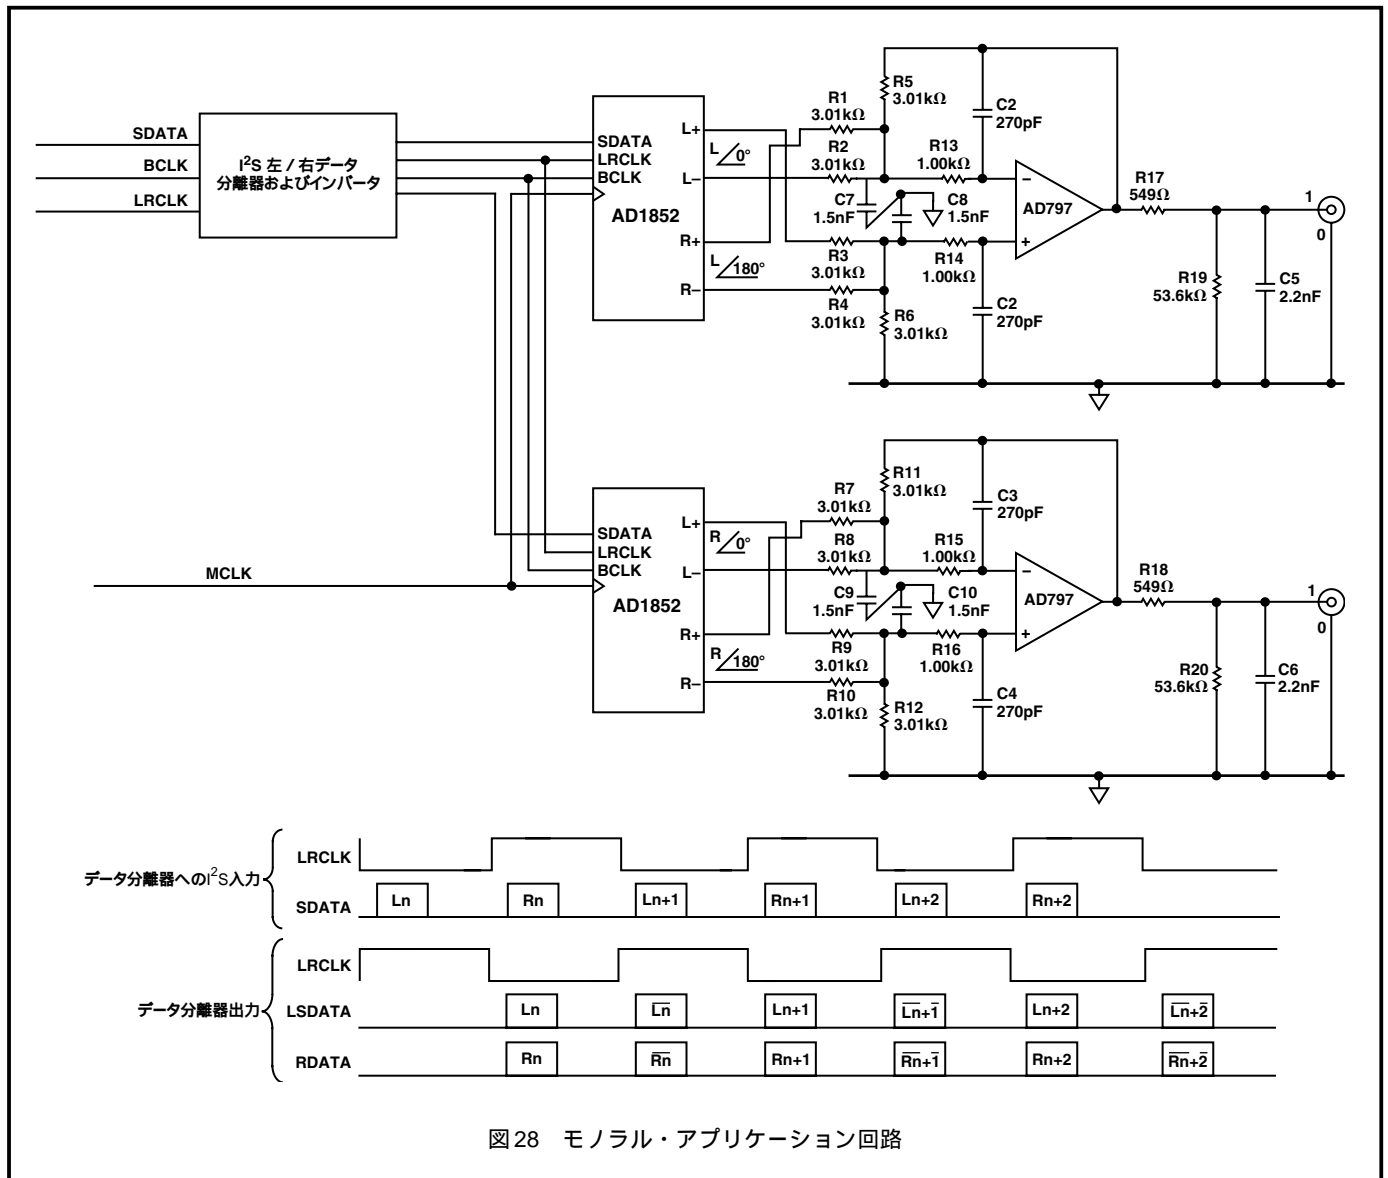 SDATA
BCLK
LRCLK
I²S 左 / 右データ
分離器およびインバータ
SDATA
LRCLK
BCLK
AD1852
L+
L–
R+
R–
L 0°
L 180°
R1
3.01kΩ
R2
3.01kΩ
R3
3.01kΩ
R4
3.01kΩ
R5
3.01kΩ
R6
3.01kΩ
C7
1.5nF
C8
1.5nF
R13
1.00kΩ
R14
1.00kΩ
C2
270pF
C2
270pF
–
+
AD797
R17
549Ω
R19
53.6kΩ
C5
2.2nF
1
0
MCLK
SDATA
LRCLK
BCLK
AD1852
L+
L–
R+
R–
R 0°
R 180°
R7
3.01kΩ
R8
3.01kΩ
R9
3.01kΩ
R10
3.01kΩ
R11
3.01kΩ
R12
3.01kΩ
C9
1.5nF
C10
1.5nF
R15
1.00kΩ
R16
1.00kΩ
C3
270pF
C4
270pF
–
+
AD797
R18
549Ω
R20
53.6kΩ
C6
2.2nF
1
0
データ分離器へのI²S入力
LRCLK
SDATA Ln Rn Ln+1 Rn+1 Ln+2 Rn+2
データ分離器出力
LRCLK
LSDATA Ln L̅n̅ Ln+1 L̅n̅+1̅ Ln+2 L̅n̅+2̅
RDATA Rn R̅n̅ Rn+1 R̅n̅+1̅ Rn+2 R̅n̅+2̅
図28 モノラル・アプリケーション回路